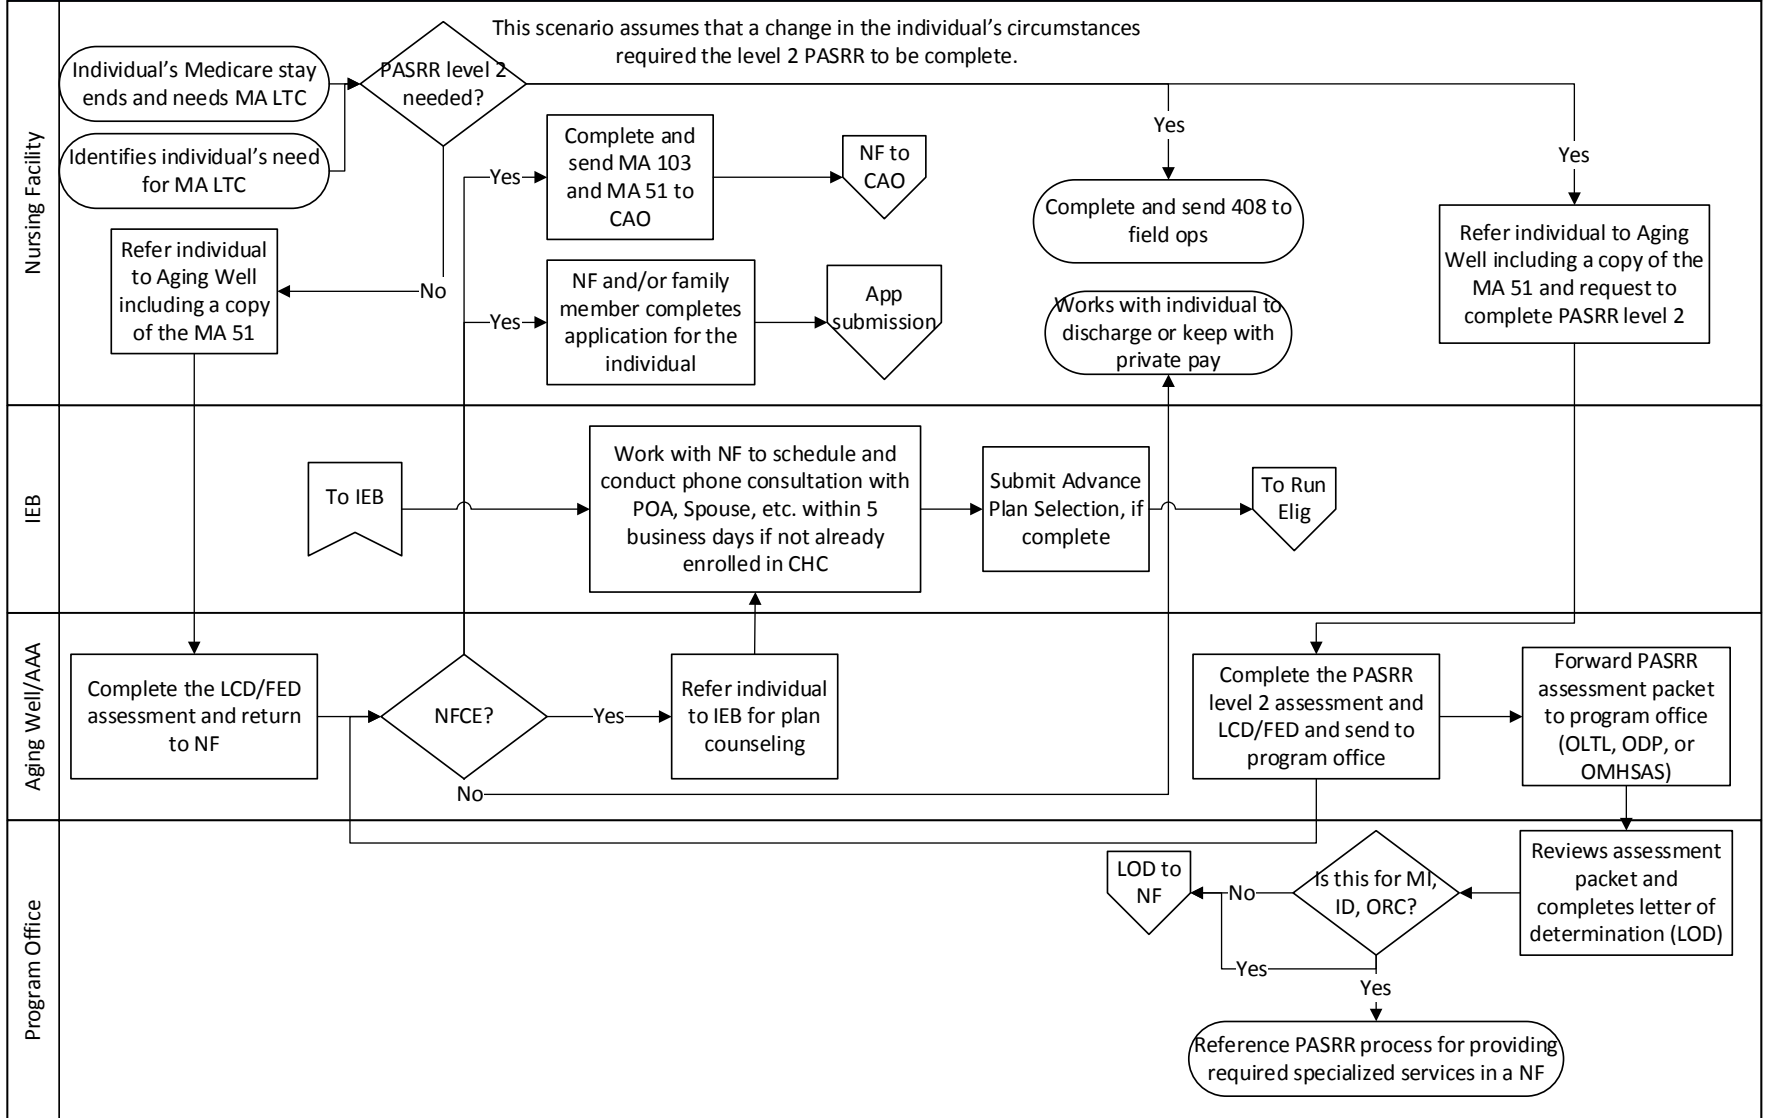 This scenario assumes that a change in the individual's circumstances
required the level 2 PASRR to be complete.
Nursing Facility
Individual's Medicare stay
ends and needs MA LTC
Identifies individual's need
for MA LTC
PASRR level 2
needed?
No
Refer individual
to Aging Well
including a copy
of the MA 51
Yes
Complete and
send MA 103
and MA 51 to
CAO
NF to
CAO
Yes
NF and/or family
member completes
application for the
individual
App
submission
Yes
Complete and send 408 to
field ops
Works with individual to
discharge or keep with
private pay
Yes
Refer individual to Aging
Well including a copy of the
MA 51 and request to
complete PASRR level 2
IEB
To IEB
Work with NF to schedule and
conduct phone consultation with
POA, Spouse, etc. within 5
business days if not already
enrolled in CHC
Submit Advance
Plan Selection, if
complete
To Run
Elig
Aging Well/AAA
Complete the LCD/FED
assessment and return
to NF
NFCE?
Yes
No
Refer individual
to IEB for plan
counseling
Complete the PASRR
level 2 assessment and
LCD/FED and send to
program office
Forward PASRR
assessment packet
to program office
(OLTL, ODP, or
OMHSAS)
Program Office
Reviews assessment
packet and
completes letter of
determination (LOD)
Is this for MI,
ID, ORC?
No
LOD to
NF
Yes
Yes
Reference PASRR process for providing
required specialized services in a NF